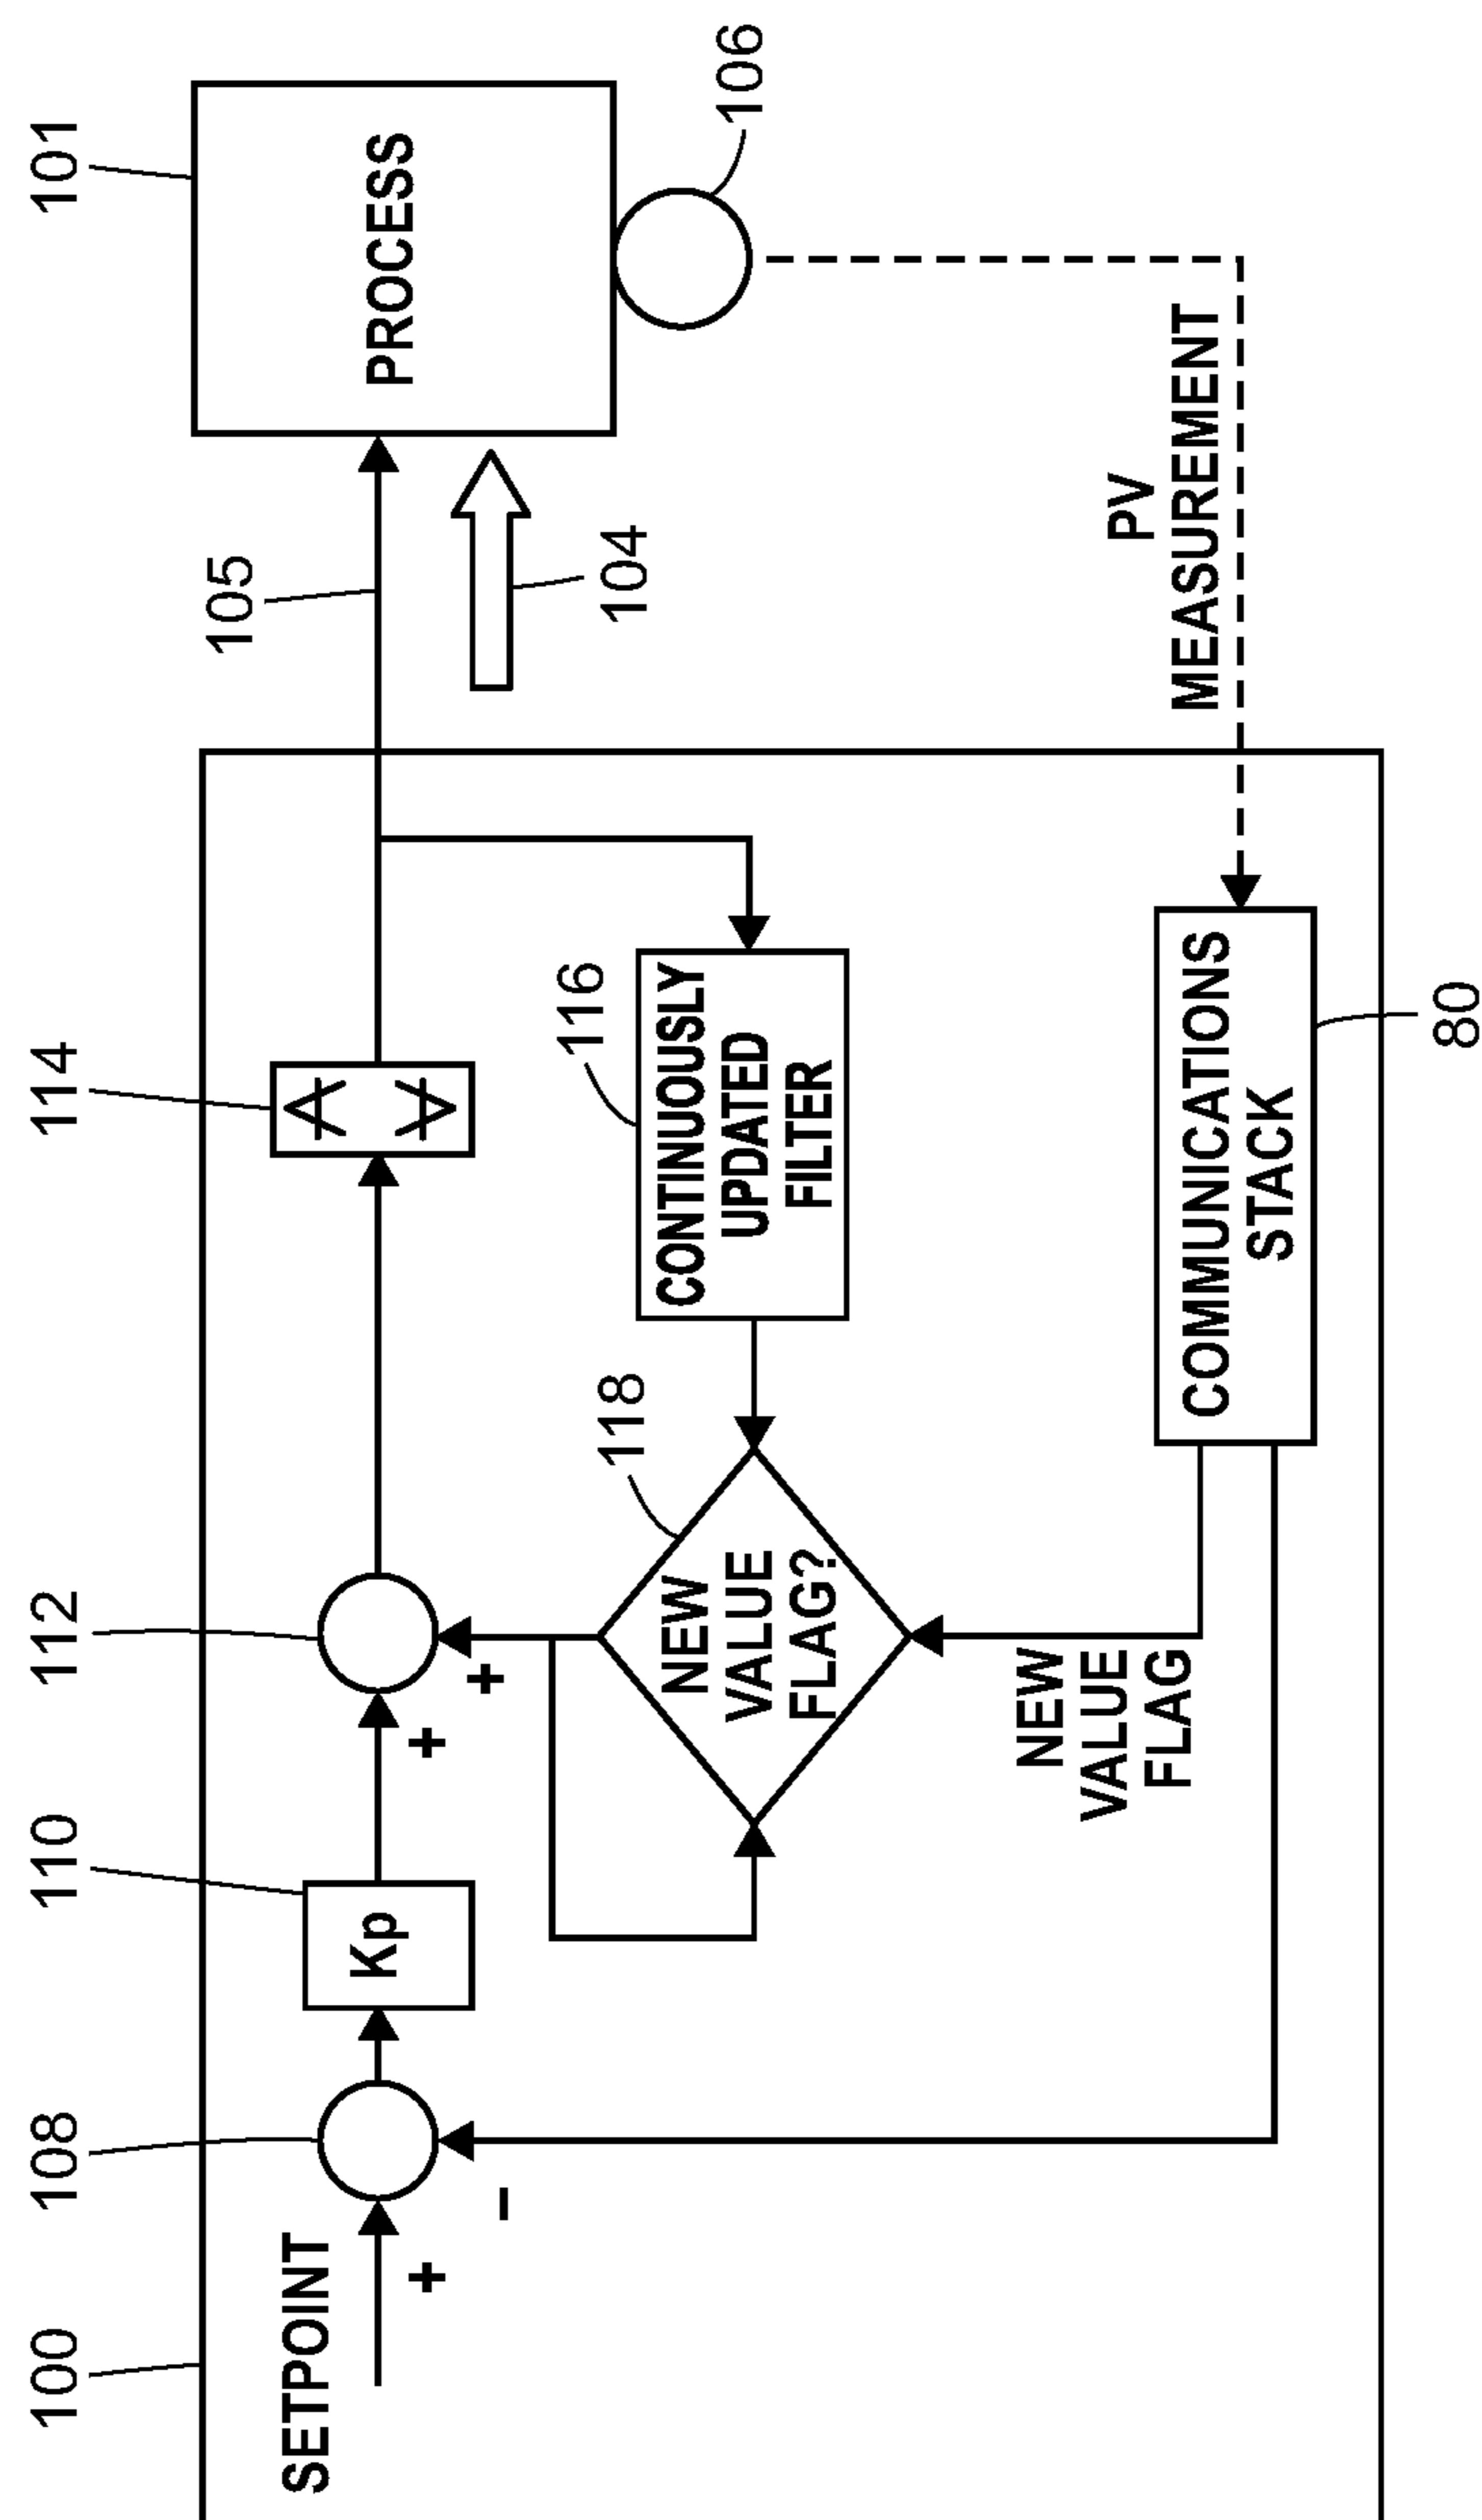 100
108
110
112
114
101
SETPOINT
+
−
Kp
+
+
105
PROCESS
104
106
118
NEW
VALUE
FLAG?
116
CONTINUOUSLY
UPDATED
FILTER
NEW
VALUE
FLAG
COMMUNICATIONS
STACK
80
PV
MEASUREMENT